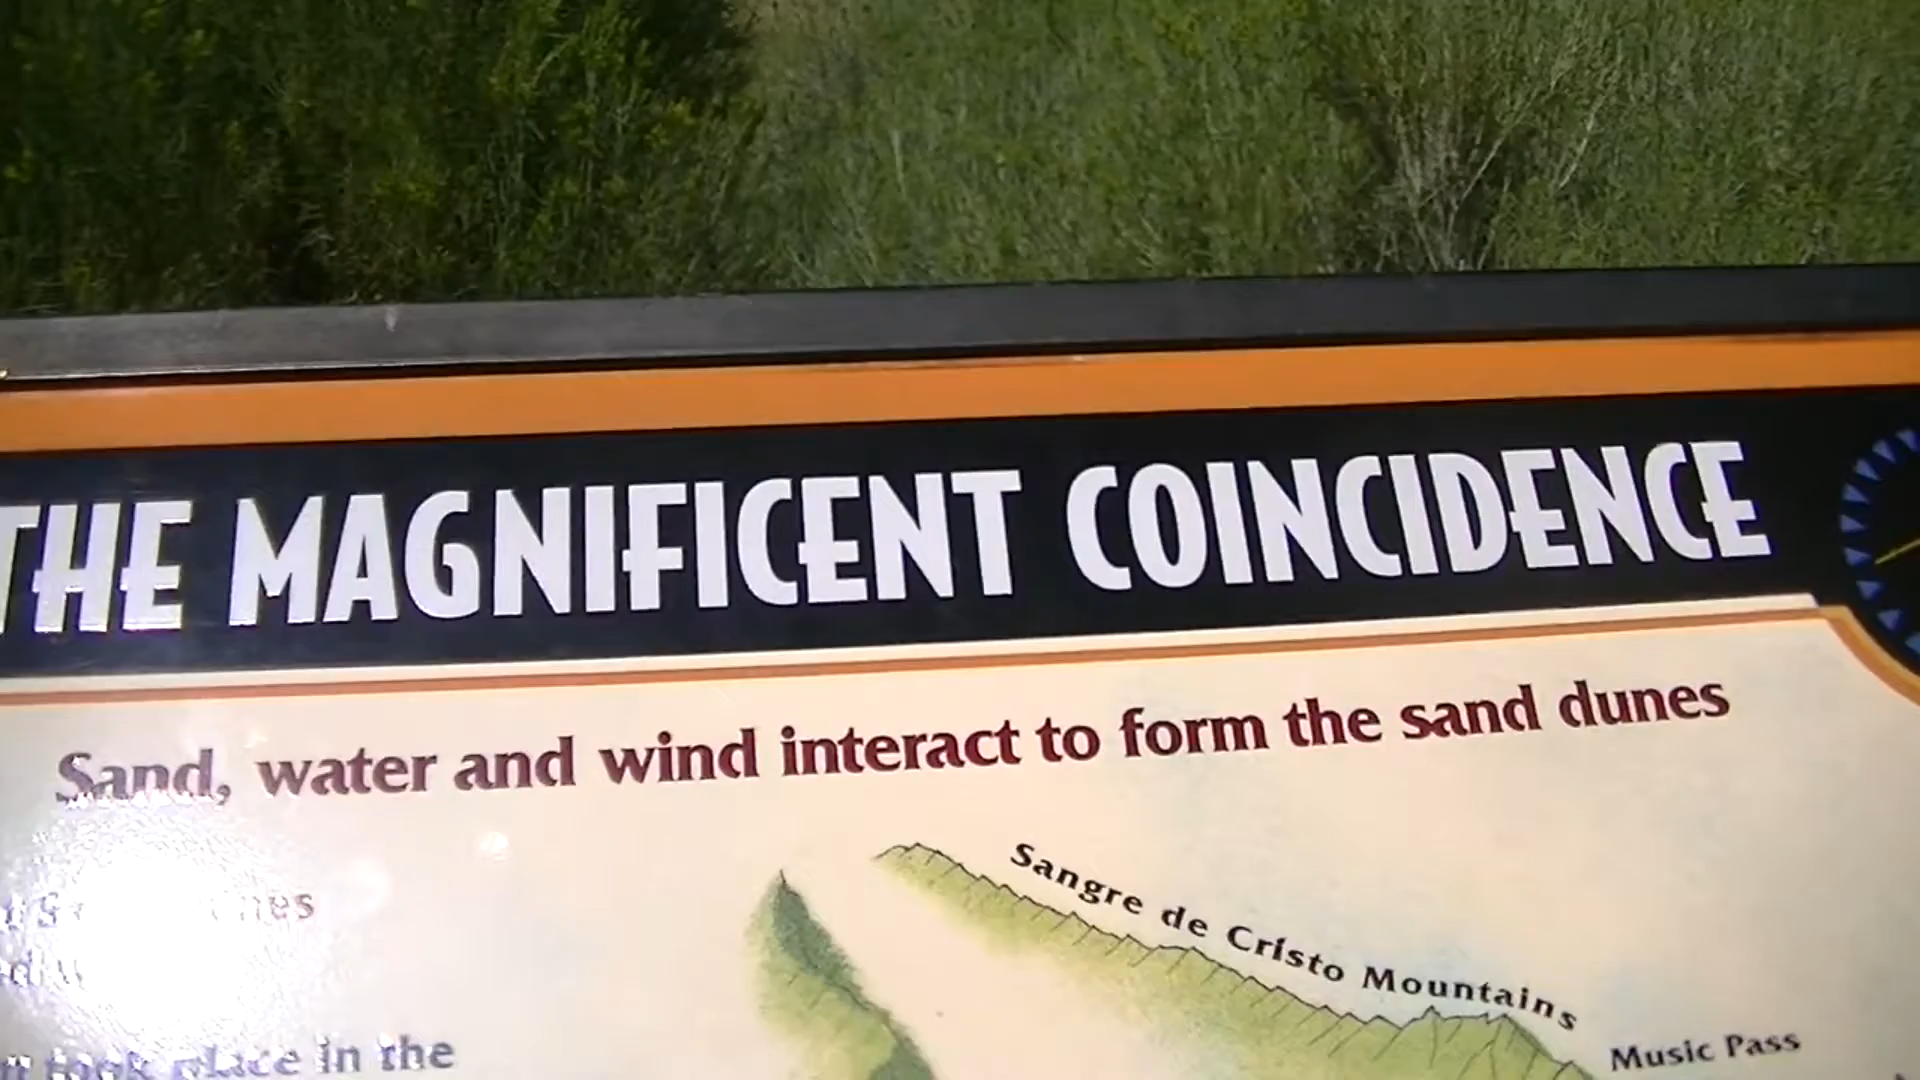 THE MAGNIFICENT COINCIDENCE
Sand, water and wind interact to form the sand dunes
Sangre de Cristo Mountains
Music Pass
place in the